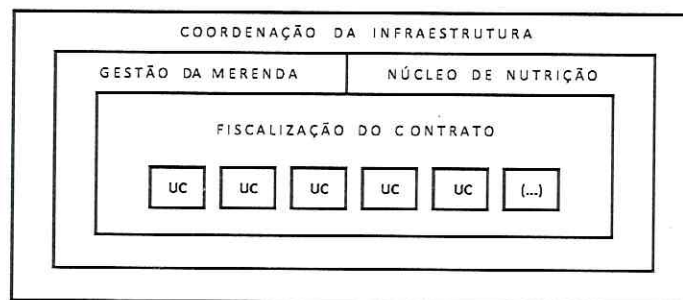 COORDENAÇÃO DA INFRAESTRUTURA
GESTÃO DA MERENDA NÚCLEO DE NUTRIÇÃO
FISCALIZAÇÃO DO CONTRATO
UC UC UC UC UC (...)